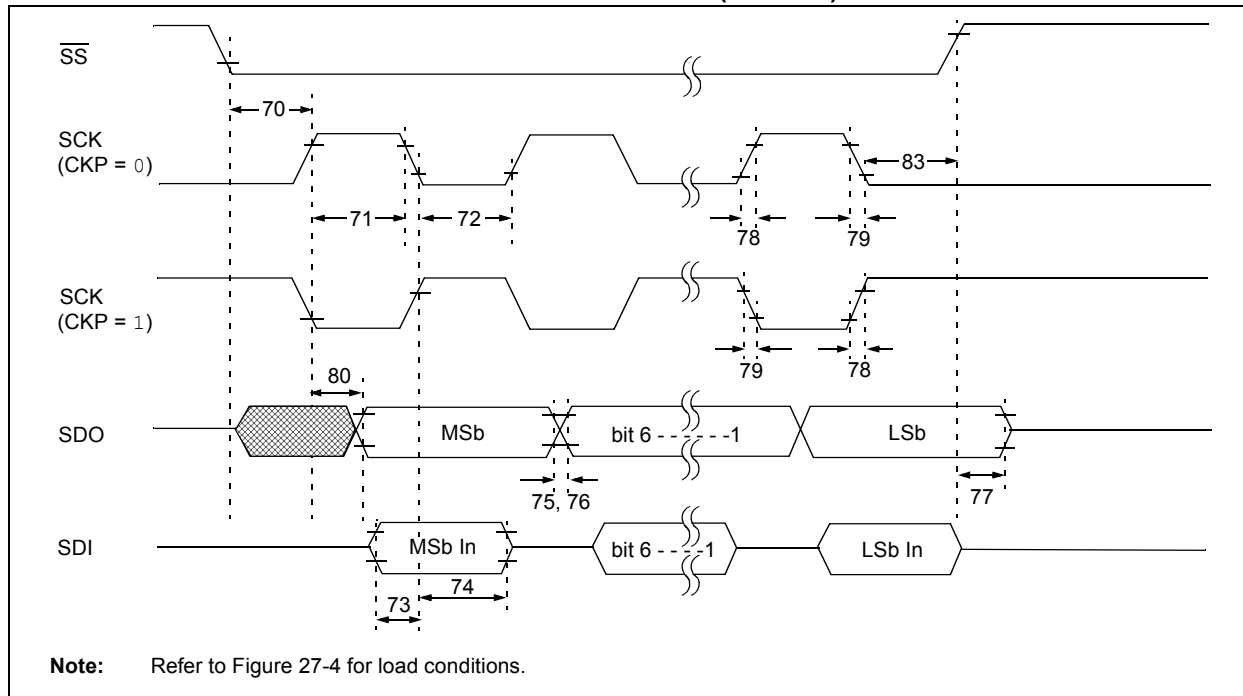 SS
70
SCK
(CKP = 0)
83
71
72
78
79
SCK
(CKP = 1)
79
78
80
SDO
MSb
bit 6 - - - - - -1
LSb
75, 76
77
SDI
MSb In
bit 6 - - - -1
LSb In
74
73
Note: Refer to Figure 27-4 for load conditions.